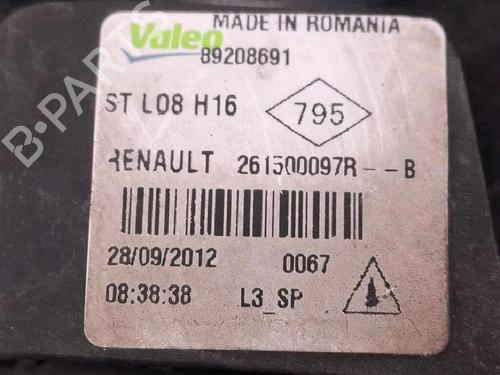 Valeo
MADE IN ROMANIA
89208691
ST L08 H16
795
RENAULT 261500097R--B
28/09/2012 0067
08:38:38 L3_SP